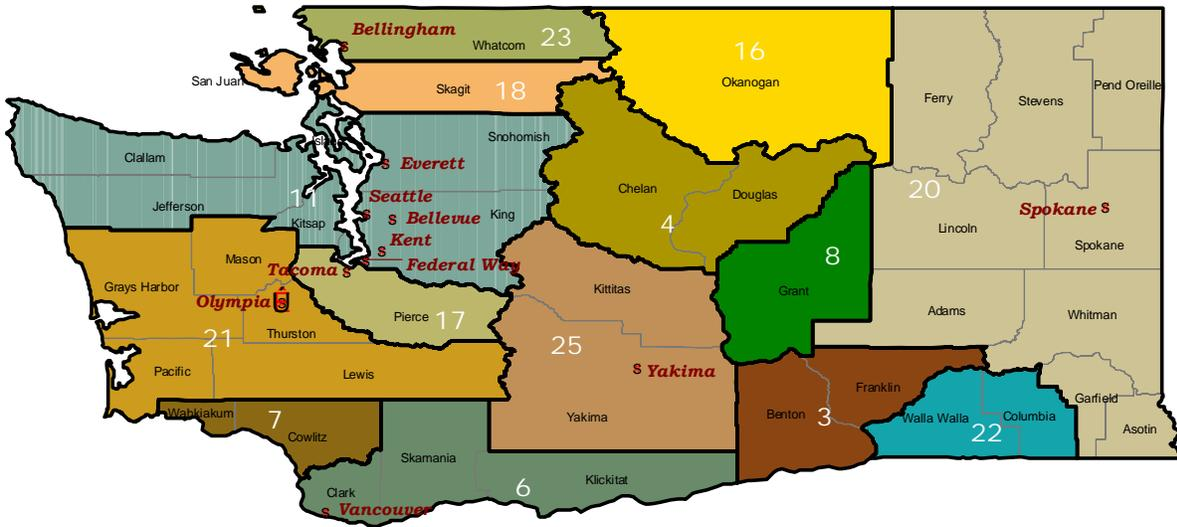 Bellingham
Whatcom 23
16
San Juan
Skagit 18
Okanogan
Ferry
Stevens
Pend Oreille
Clallam
Snohomish
Everett
Jefferson
11
Kitsap
Seattle
Bellevue
King
Kent
Federal Way
Chelan
Douglas
4
20
Lincoln
Spokane
Spokane
Mason
Tacoma
Grays Harbor
Olympia
Thurston
21
Pierce 17
Kittitas
8
Grant
Adams
Whitman
Pacific
Lewis
25
Yakima
Yakima
Benton
Franklin
3
Walla Walla
Columbia
22
Garfield
Asotin
Wahkiakum
7
Cowlitz
Skamania
Klickitat
6
Clark
Vancouver